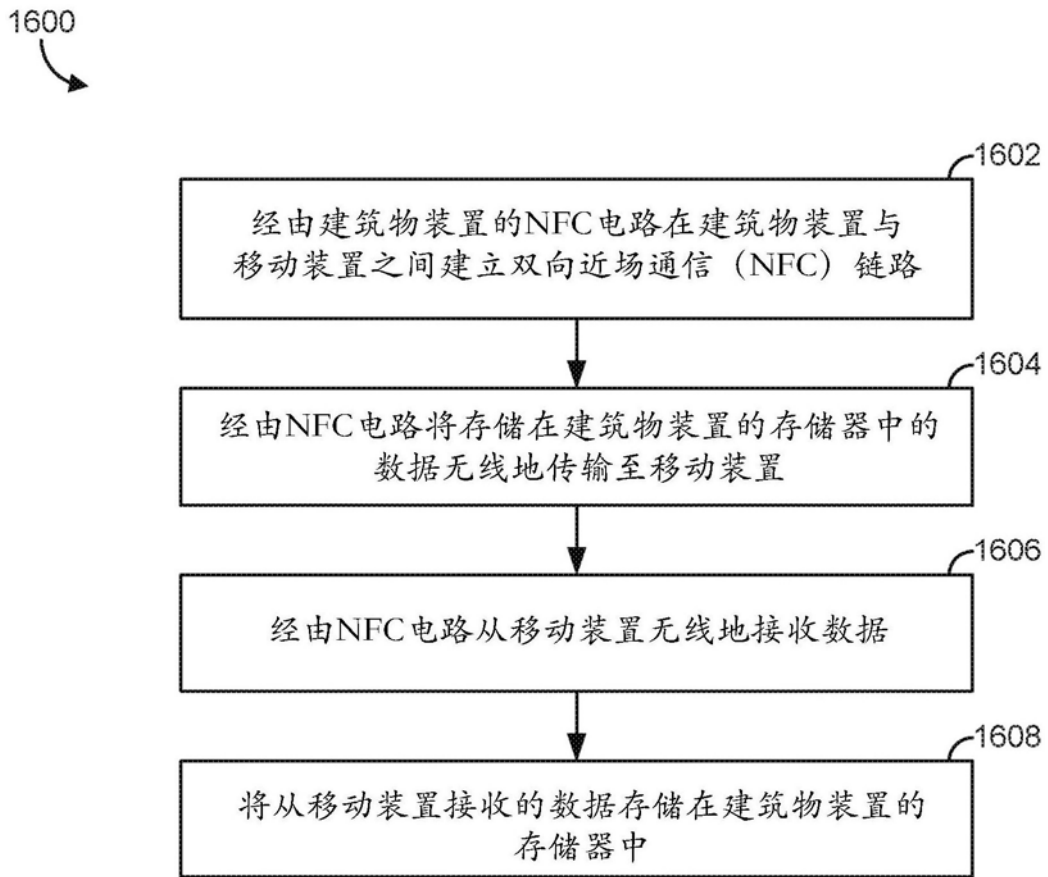 1600
1602
经由建筑物装置的NFC电路在建筑物装置与
移动装置之间建立双向近场通信（NFC）链路
1604
经由NFC电路将存储在建筑物装置的存储器中的
数据无线地传输至移动装置
1606
经由NFC电路从移动装置无线地接收数据
1608
将从移动装置接收的数据存储在建筑物装置的
存储器中